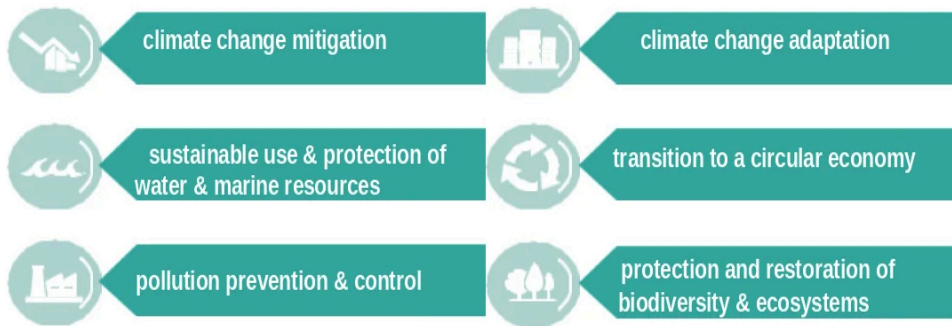 climate change mitigation
climate change adaptation
sustainable use & protection of
water & marine resources
transition to a circular economy
pollution prevention & control
protection and restoration of
biodiversity & ecosystems